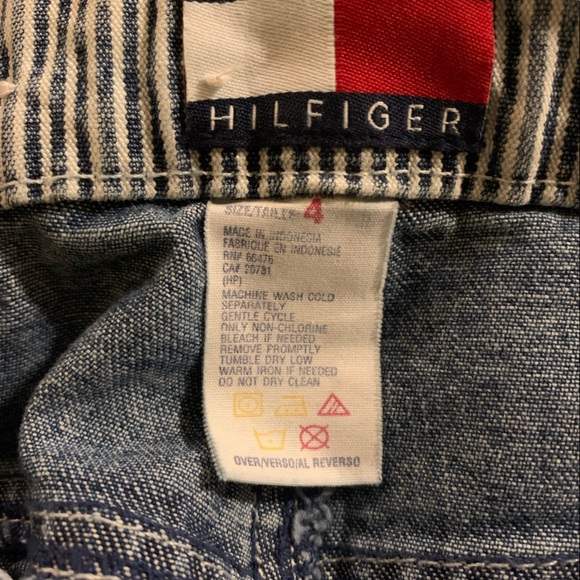 HILFIGER
SIZE/TAILLE 4
MADE IN INDONESIA
FABRIQUE EN INDONESIE
RN# 66476
CA# 20731
(HP)
MACHINE WASH COLD
SEPARATELY
GENTLE CYCLE
ONLY NON-CHLORINE
BLEACH IF NEEDED
REMOVE PROMPTLY
TUMBLE DRY LOW
WARM IRON IF NEEDED
DO NOT DRY CLEAN
OVER/VERSO/AL REVERSO